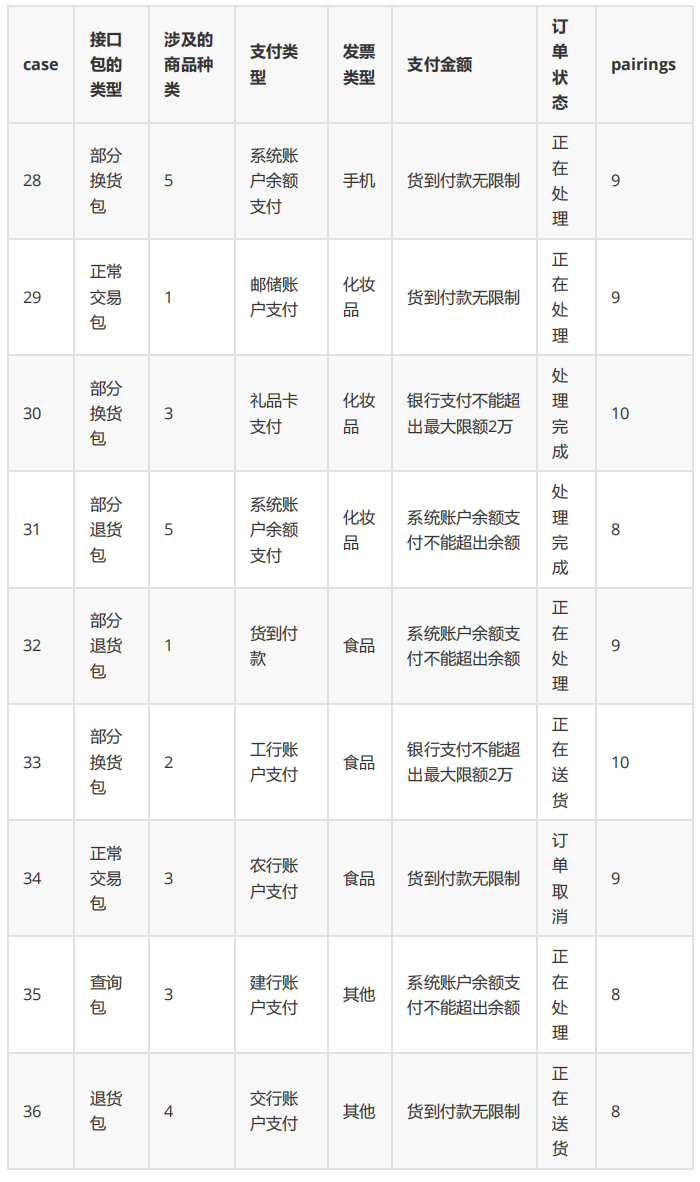 case 接口包的类型 涉及的商品种类 支付类型 发票类型 支付金额 订单状态 pairings
28 部分换货包 5 系统账户余额支付 手机 货到付款无限制 正在处理 9
29 正常交易包 1 邮储账户支付 化妆品 货到付款无限制 正在处理 9
30 部分换货包 3 礼品卡支付 化妆品 银行支付不能超出最大限额2万 处理完成 10
31 部分退货包 5 系统账户余额支付 化妆品 系统账户余额支付不能超出余额 处理完成 8
32 部分退货包 1 货到付款 食品 系统账户余额支付不能超出余额 正在处理 9
33 部分换货包 2 工行账户支付 食品 银行支付不能超出最大限额2万 正在送货 10
34 正常交易包 3 农行账户支付 食品 货到付款无限制 订单取消 9
35 查询包 3 建行账户支付 其他 系统账户余额支付不能超出余额 正在处理 8
36 退货包 4 交行账户支付 其他 货到付款无限制 正在送货 8